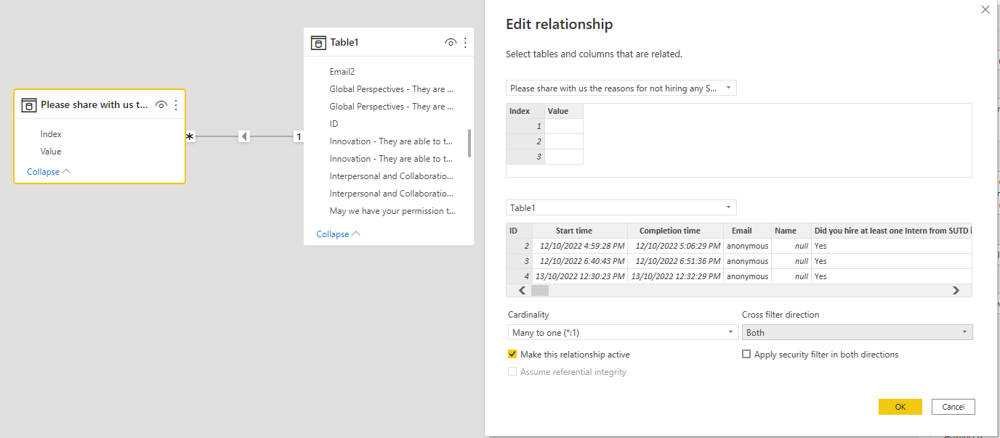 Table1
Email2
Global Perspectives - They are ...
Global Perspectives - They are ...
ID
Innovation - They are able to t...
Innovation - They are able to t...
Interpersonal and Collaboratio...
Interpersonal and Collaboratio...
May we have your permission t...
Collapse
Please share with us t...
Index
Value
Collapse
* 1
Edit relationship
Select tables and columns that are related.
Please share with us the reasons for not hiring any S...
Index Value
1
2
3
Table1
ID Start time Completion time Email Name Did you hire at least one Intern from SUTD i
2 12/10/2022 4:59:28 PM 12/10/2022 5:06:29 PM anonymous null Yes
3 12/10/2022 6:40:43 PM 12/10/2022 6:51:36 PM anonymous null Yes
4 13/10/2022 12:30:23 PM 13/10/2022 12:32:29 PM anonymous null Yes
Cardinality Cross filter direction
Many to one (*:1) Both
Make this relationship active Apply security filter in both directions
Assume referential integrity
OK Cancel